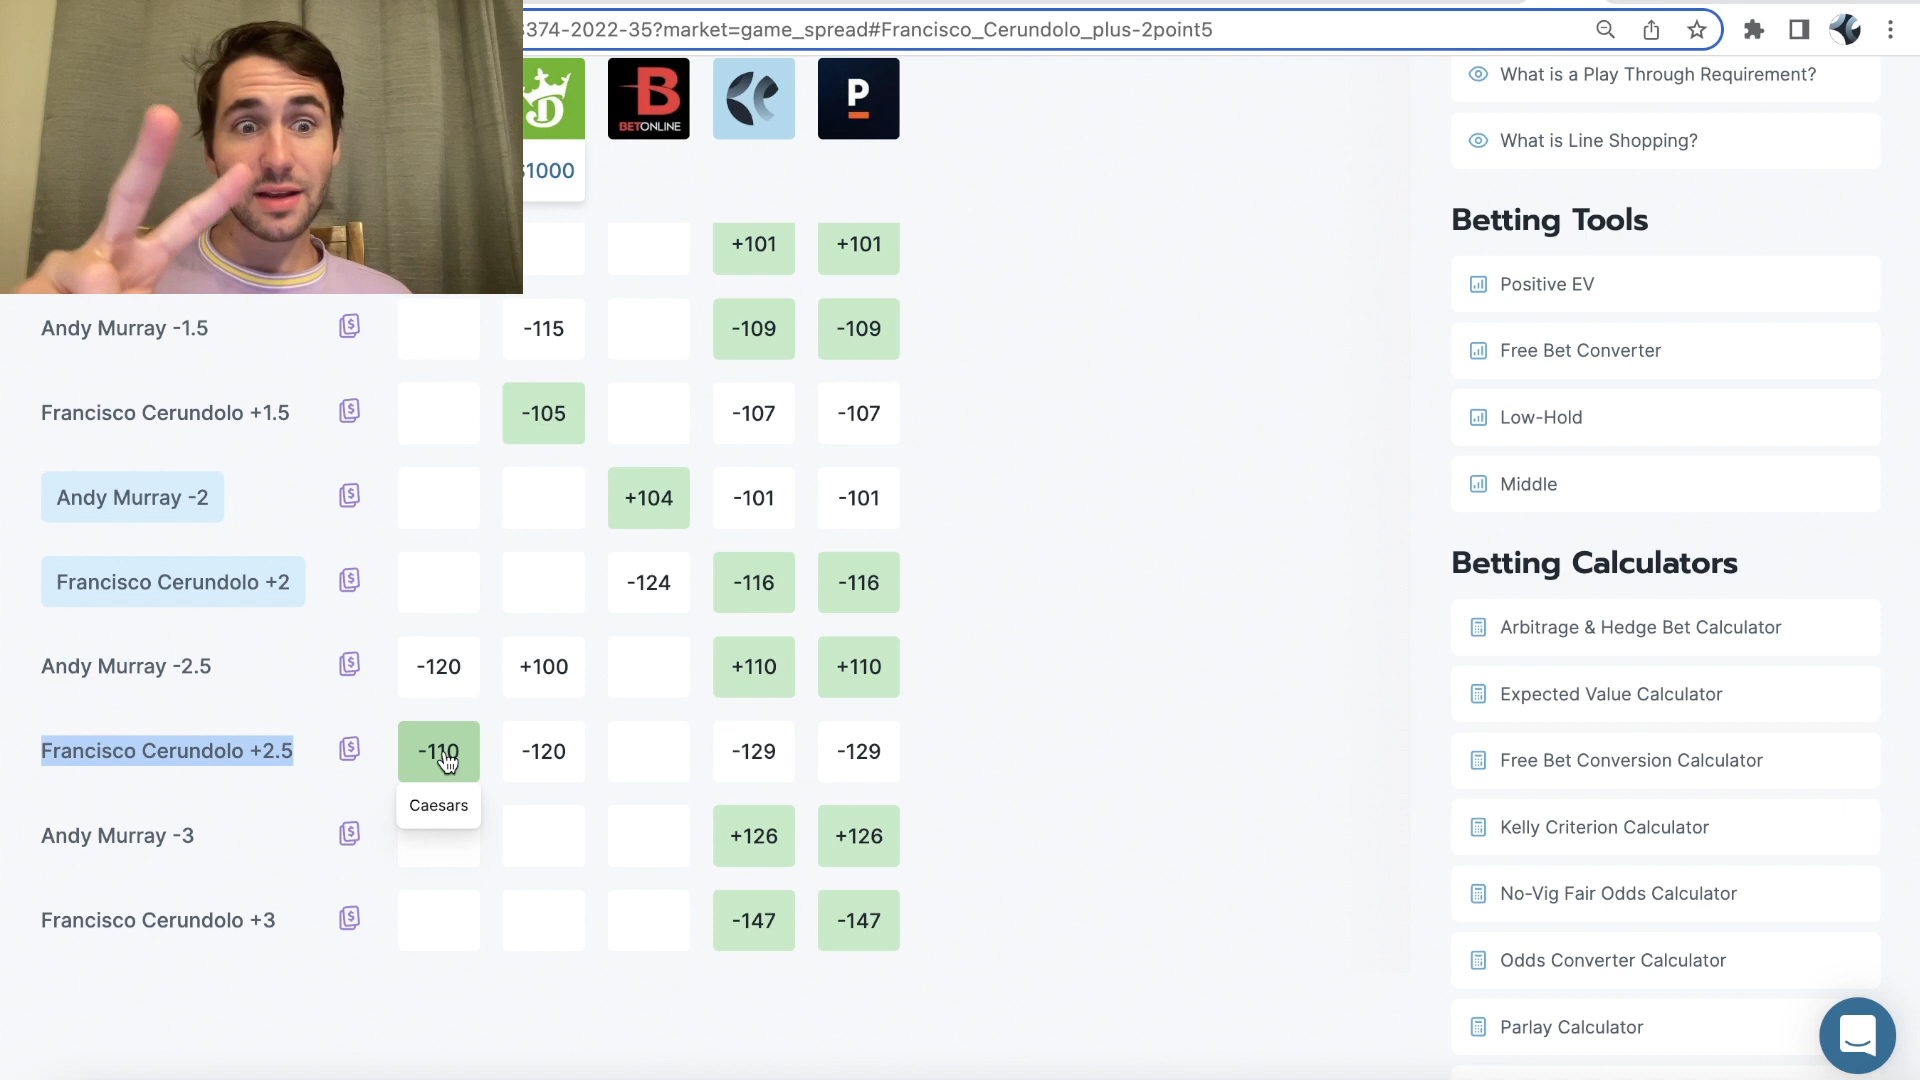 374-2022-35?market=game_spread#Francisco_Cerundolo_plus-2point5
B
BETONLINE
P
What is a Play Through Requirement?
What is Line Shopping?
$1000
Betting Tools
+101 +101
Positive EV
Andy Murray -1.5 -115 -109 -109
Free Bet Converter
Francisco Cerundolo +1.5 -105 -107 -107
Low-Hold
Andy Murray -2 +104 -101 -101
Middle
Betting Calculators
Francisco Cerundolo +2 -124 -116 -116
Arbitrage & Hedge Bet Calculator
Andy Murray -2.5 -120 +100 +110 +110
Expected Value Calculator
Francisco Cerundolo +2.5 -110 -120 -129 -129
Free Bet Conversion Calculator
Caesars
Andy Murray -3 +126 +126
Kelly Criterion Calculator
No-Vig Fair Odds Calculator
Francisco Cerundolo +3 -147 -147
Odds Converter Calculator
Parlay Calculator